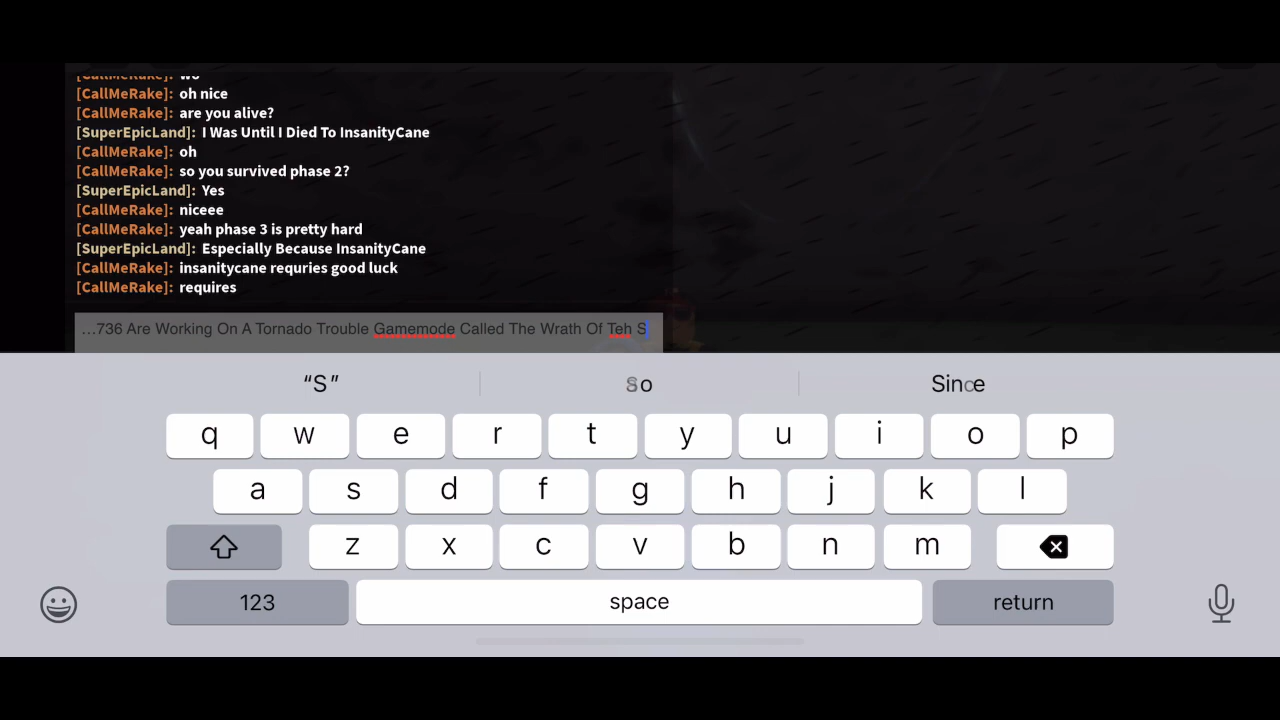 [CallMeRake]: wo
[CallMeRake]: oh nice
[CallMeRake]: are you alive?
[SuperEpicLand]: I Was Until I Died To InsanityCane
[CallMeRake]: oh
[CallMeRake]: so you survived phase 2?
[SuperEpicLand]: Yes
[CallMeRake]: niceee
[CallMeRake]: yeah phase 3 is pretty hard
[SuperEpicLand]: Especially Because InsanityCane
[CallMeRake]: insanitycane requries good luck
[CallMeRake]: requires
...736 Are Working On A Tornado Trouble Gamemode Called The Wrath Of Teh S
“S” So Since
q w e r t y u i o p
a s d f g h j k l
z x c v b n m
123 space return